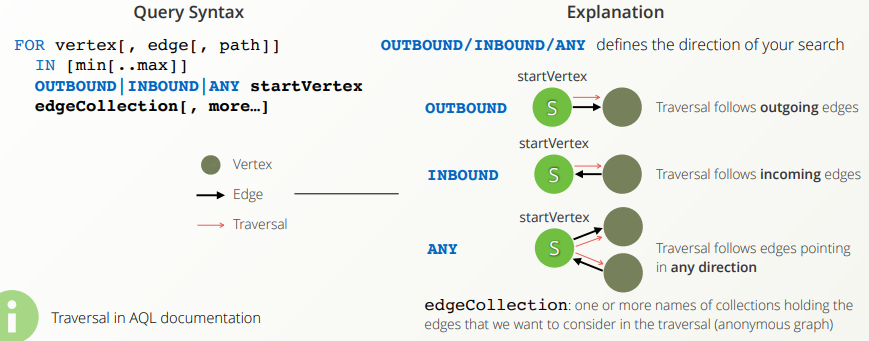 Query Syntax
FOR vertex[, edge[, path]]
IN [min[..max]]
OUTBOUND|INBOUND|ANY startVertex
edgeCollection[, more…]
Vertex
Edge
Traversal
i
Traversal in AQL documentation
Explanation
OUTBOUND/INBOUND/ANY defines the direction of your search
startVertex
OUTBOUND
S
Traversal follows outgoing edges
startVertex
INBOUND
S
Traversal follows incoming edges
startVertex
ANY
S
Traversal follows edges pointing
in any direction
edgeCollection: one or more names of collections holding the
edges that we want to consider in the traversal (anonymous graph)